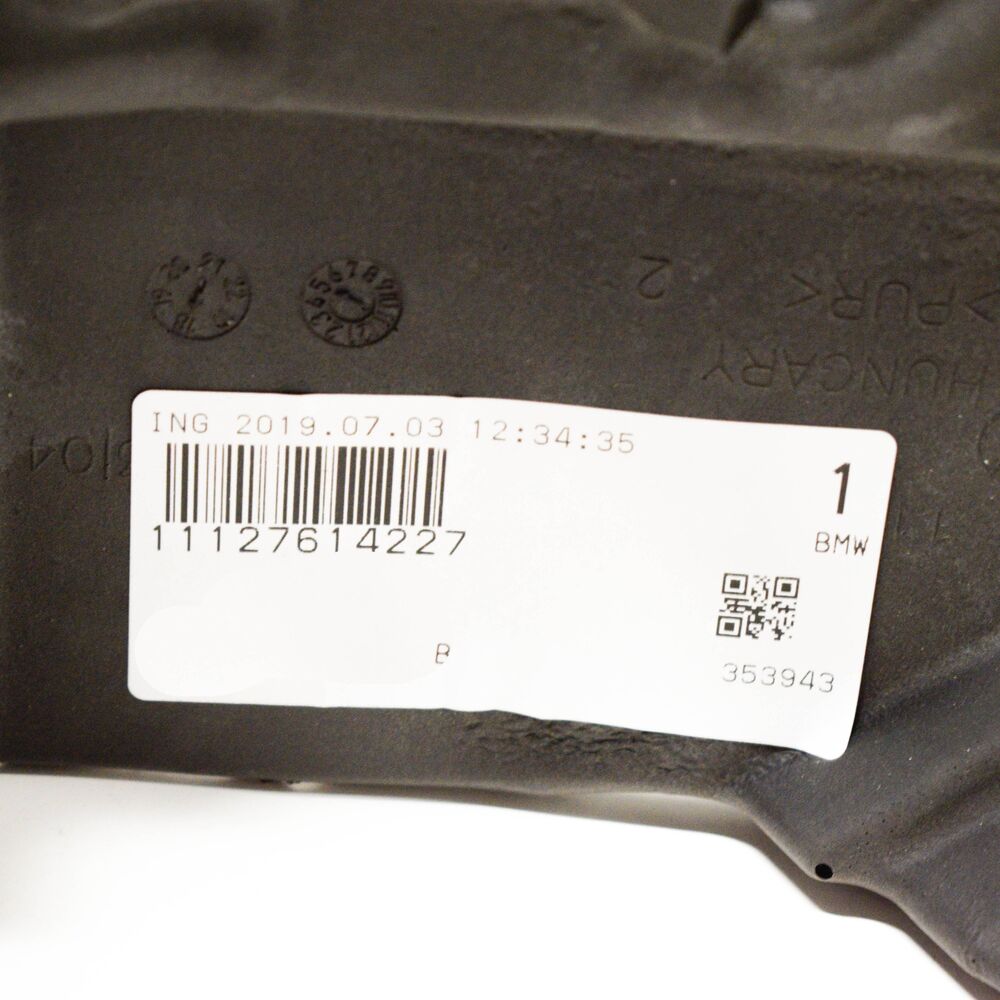 2
>PUR<
HUNGARY
ING 2019.07.03 12:34:35
1
11127614227
BMW
B
353943